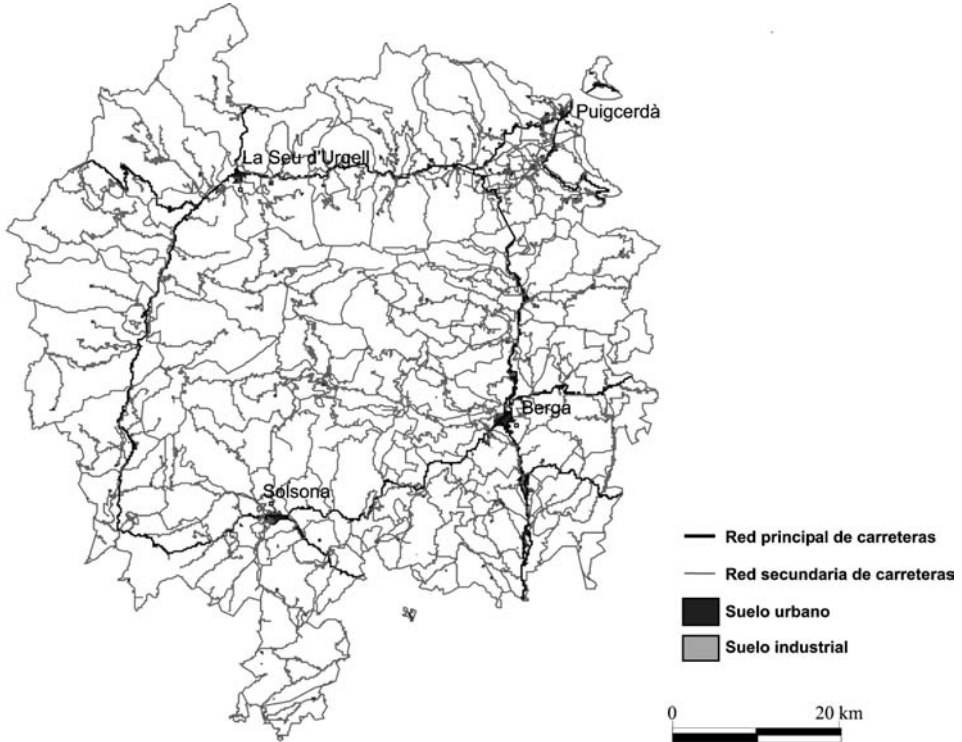 Puigcerdà
La Seu d'Urgell
Berga
Solsona
Red principal de carreteras
Red secundaria de carreteras
Suelo urbano
Suelo industrial
0 20 km